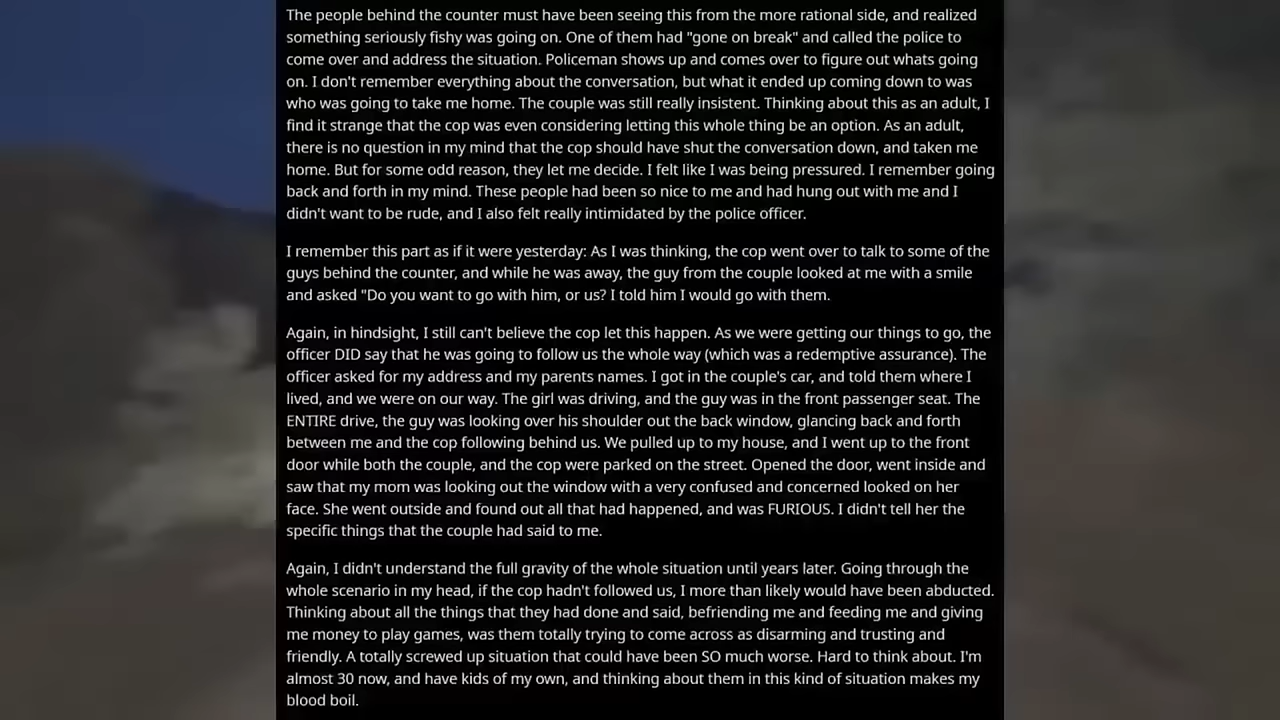 The people behind the counter must have been seeing this from the more rational side, and realized
something seriously fishy was going on. One of them had "gone on break" and called the police to
come over and address the situation. Policeman shows up and comes over to figure out whats going
on. I don't remember everything about the conversation, but what it ended up coming down to was
who was going to take me home. The couple was still really insistent. Thinking about this as an adult, I
find it strange that the cop was even considering letting this whole thing be an option. As an adult,
there is no question in my mind that the cop should have shut the conversation down, and taken me
home. But for some odd reason, they let me decide. I felt like I was being pressured. I remember going
back and forth in my mind. These people had been so nice to me and had hung out with me and I
didn't want to be rude, and I also felt really intimidated by the police officer.
I remember this part as if it were yesterday: As I was thinking, the cop went over to talk to some of the
guys behind the counter, and while he was away, the guy from the couple looked at me with a smile
and asked "Do you want to go with him, or us? I told him I would go with them.
Again, in hindsight, I still can't believe the cop let this happen. As we were getting our things to go, the
officer DID say that he was going to follow us the whole way (which was a redemptive assurance). The
officer asked for my address and my parents names. I got in the couple's car, and told them where I
lived, and we were on our way. The girl was driving, and the guy was in the front passenger seat. The
ENTIRE drive, the guy was looking over his shoulder out the back window, glancing back and forth
between me and the cop following behind us. We pulled up to my house, and I went up to the front
door while both the couple, and the cop were parked on the street. Opened the door, went inside and
saw that my mom was looking out the window with a very confused and concerned looked on her
face. She went outside and found out all that had happened, and was FURIOUS. I didn't tell her the
specific things that the couple had said to me.
Again, I didn't understand the full gravity of the whole situation until years later. Going through the
whole scenario in my head, if the cop hadn't followed us, I more than likely would have been abducted.
Thinking about all the things that they had done and said, befriending me and feeding me and giving
me money to play games, was them totally trying to come across as disarming and trusting and
friendly. A totally screwed up situation that could have been SO much worse. Hard to think about. I'm
almost 30 now, and have kids of my own, and thinking about them in this kind of situation makes my
blood boil.